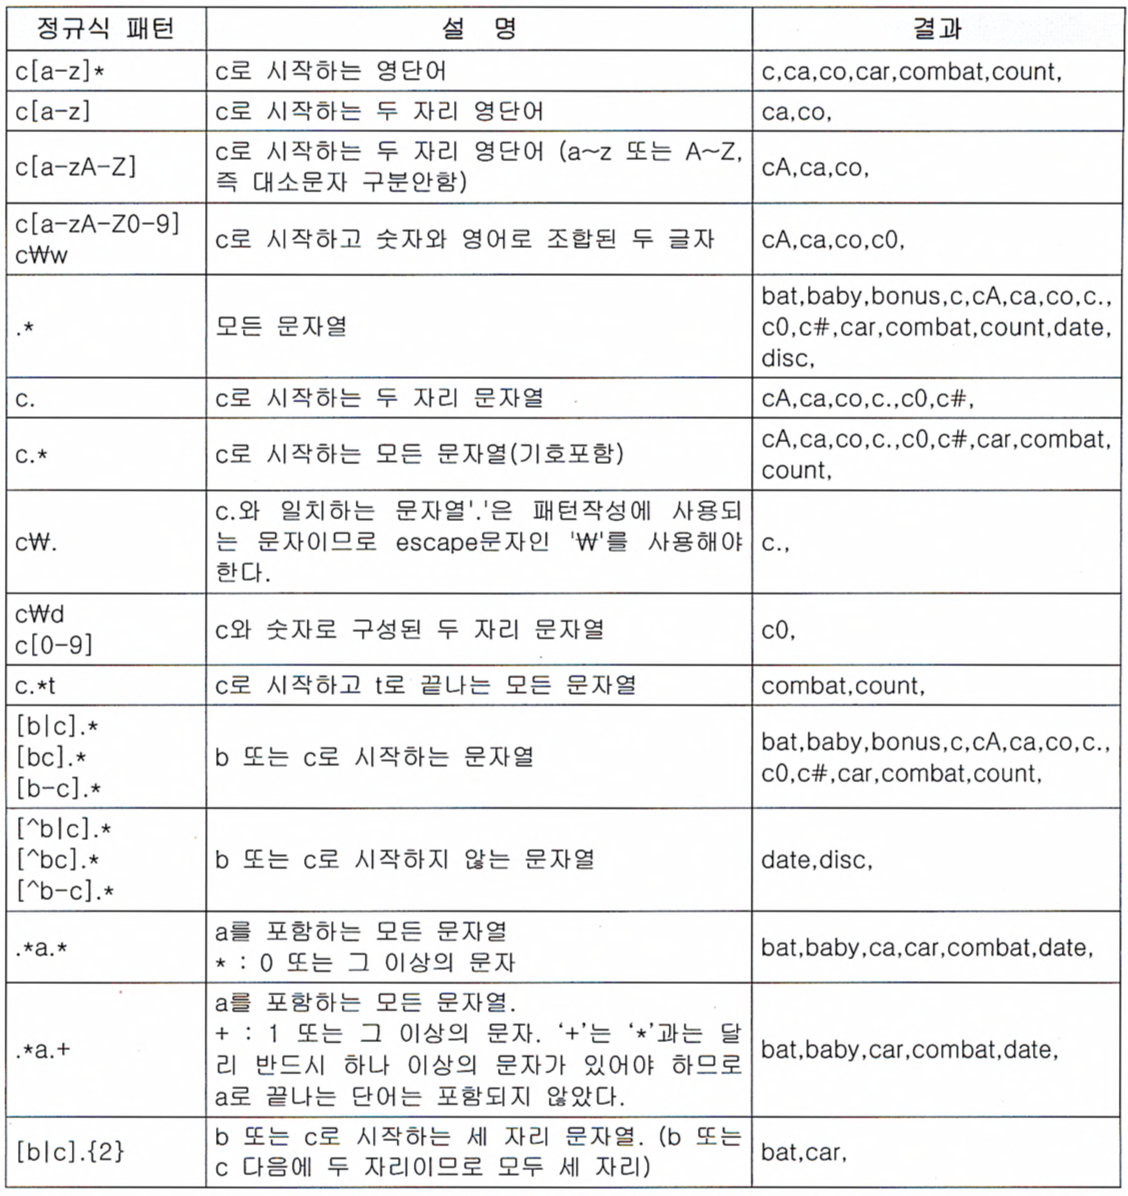 정규식 패턴 설 명 결과
c[a-z]* c로 시작하는 영단어 c,ca,co,car,combat,count,
c[a-z] c로 시작하는 두 자리 영단어 ca,co,
c[a-zA-Z] c로 시작하는 두 자리 영단어 (a~z 또는 A~Z,
즉 대소문자 구분안함) cA,ca,co,
c[a-zA-Z0-9]
c₩w c로 시작하고 숫자와 영어로 조합된 두 글자 cA,ca,co,c0,
.* 모든 문자열 bat,baby,bonus,c,cA,ca,co,c.,
c0,c#,car,combat,count,date,
disc,
c. c로 시작하는 두 자리 문자열 cA,ca,co,c.,c0,c#,
c.* c로 시작하는 모든 문자열(기호포함) cA,ca,co,c.,c0,c#,car,combat,
count,
c₩. c.와 일치하는 문자열'.'은 패턴작성에 사용되
는 문자이므로 escape문자인 '₩'를 사용해야
한다. c.,
c₩d
c[0-9] c와 숫자로 구성된 두 자리 문자열 c0,
c.*t c로 시작하고 t로 끝나는 모든 문자열 combat,count,
[b|c].*
[bc].*
[b-c].* b 또는 c로 시작하는 문자열 bat,baby,bonus,c,cA,ca,co,c.,
c0,c#,car,combat,count,
[^b|c].*
[^bc].*
[^b-c].* b 또는 c로 시작하지 않는 문자열 date,disc,
.*a.* a를 포함하는 모든 문자열
* : 0 또는 그 이상의 문자 bat,baby,ca,car,combat,date,
.*a.+ a를 포함하는 모든 문자열.
+ : 1 또는 그 이상의 문자. ‘+’는 ‘*’과는 달
리 반드시 하나 이상의 문자가 있어야 하므로
a로 끝나는 단어는 포함되지 않았다. bat,baby,car,combat,date,
[b|c].{2} b 또는 c로 시작하는 세 자리 문자열. (b 또는
c 다음에 두 자리이므로 모두 세 자리) bat,car,